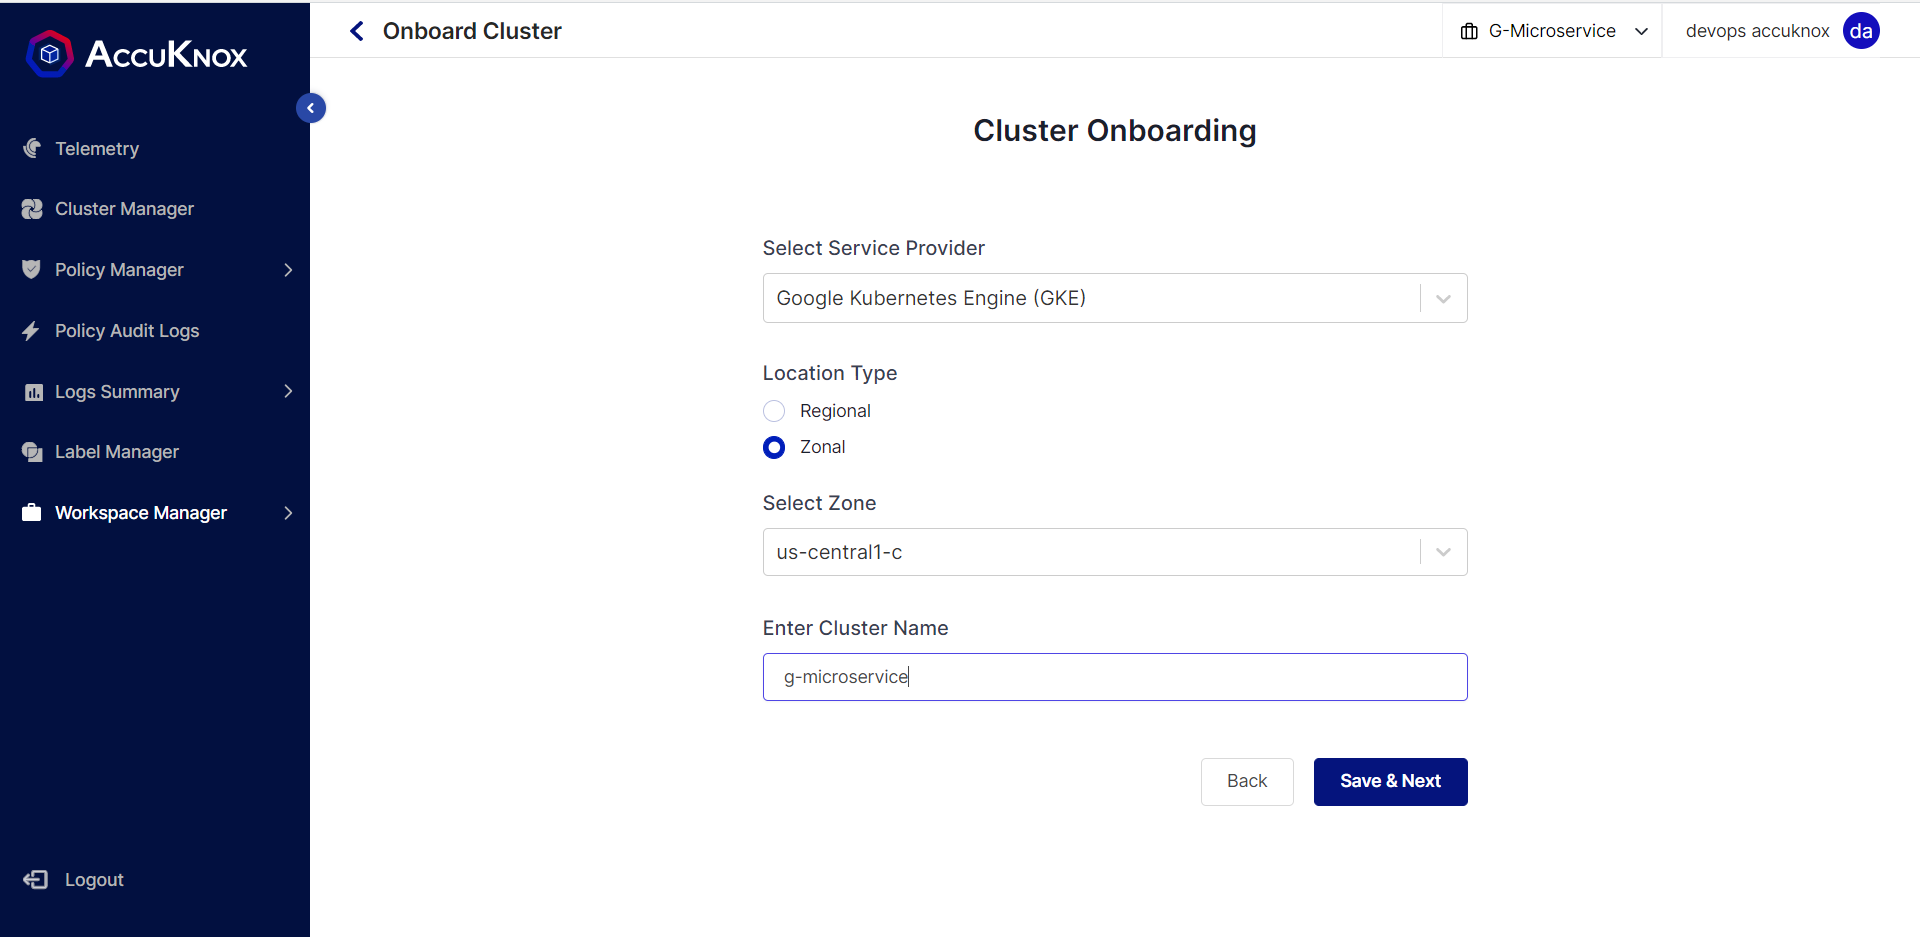 ACCUKNOX
Telemetry
Cluster Manager
Policy Manager
Policy Audit Logs
Logs Summary
Label Manager
Workspace Manager
Logout
Onboard Cluster
G-Microservice
devops accuknox
da
Cluster Onboarding
Select Service Provider
Google Kubernetes Engine (GKE)
Location Type
Regional
Zonal
Select Zone
us-central1-c
Enter Cluster Name
g-microservice
Back
Save & Next